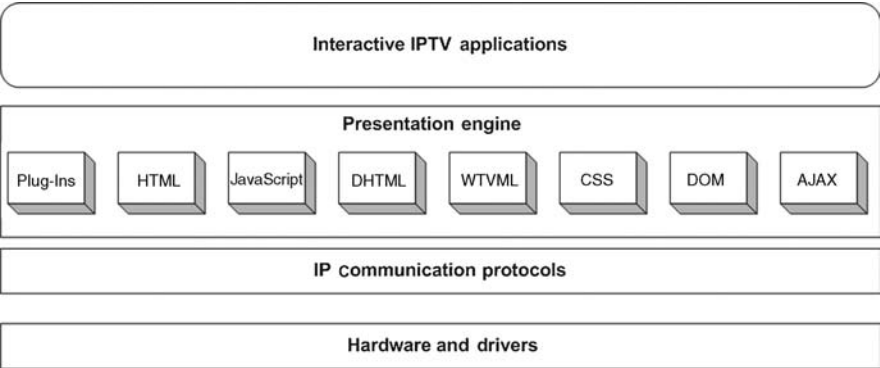 Interactive IPTV applications
Presentation engine
Plug-Ins
HTML
JavaScript
DHTML
WTVML
CSS
DOM
AJAX
IP Communication protocols
Hardware and drivers